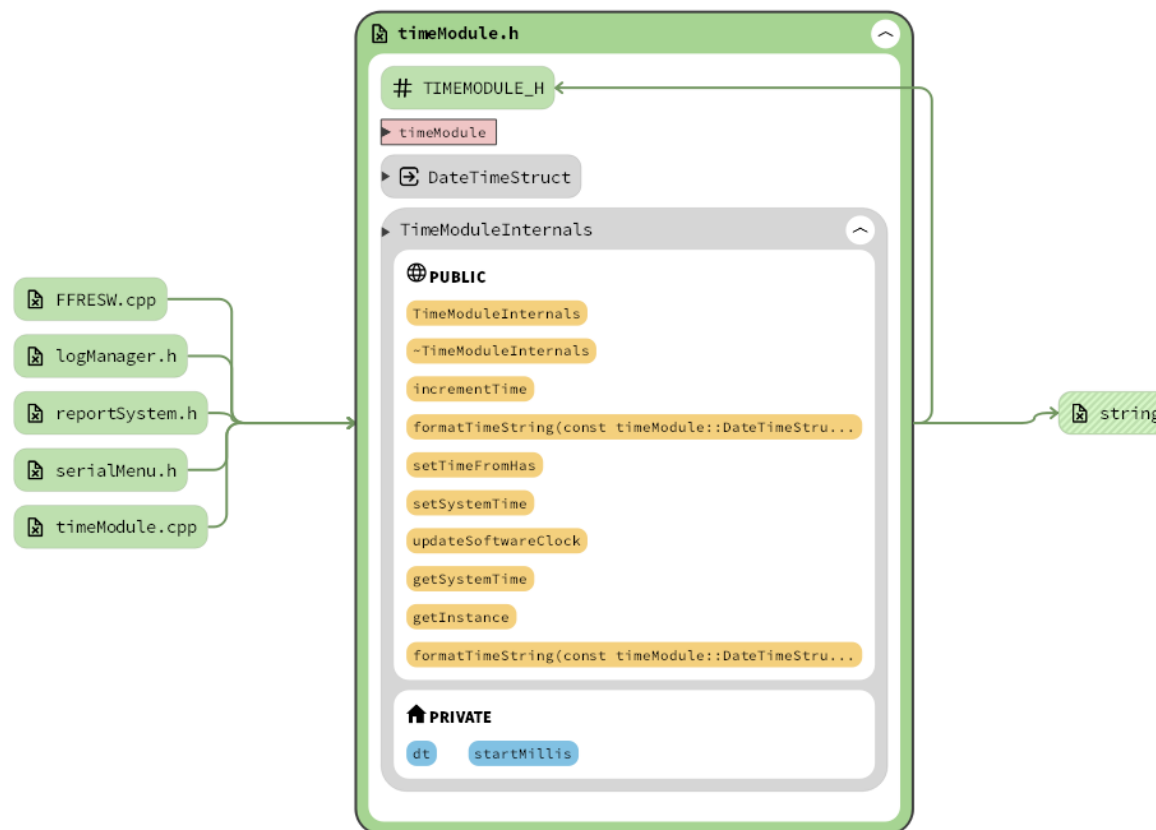 timeModule.h
# TIMEMODULE_H
timeModule
DateTimeStruct
TimeModuleInternals
PUBLIC
TimeModuleInternals
~TimeModuleInternals
incrementTime
formatTimeString(const timeModule::DateTimeStru...
setTimeFromHas
setSystemTime
updateSoftwareClock
getSystemTime
getInstance
formatTimeString(const timeModule::DateTimeStru...
PRIVATE
dt startMillis
FFRESW.cpp
logManager.h
reportSystem.h
serialMenu.h
timeModule.cpp
string